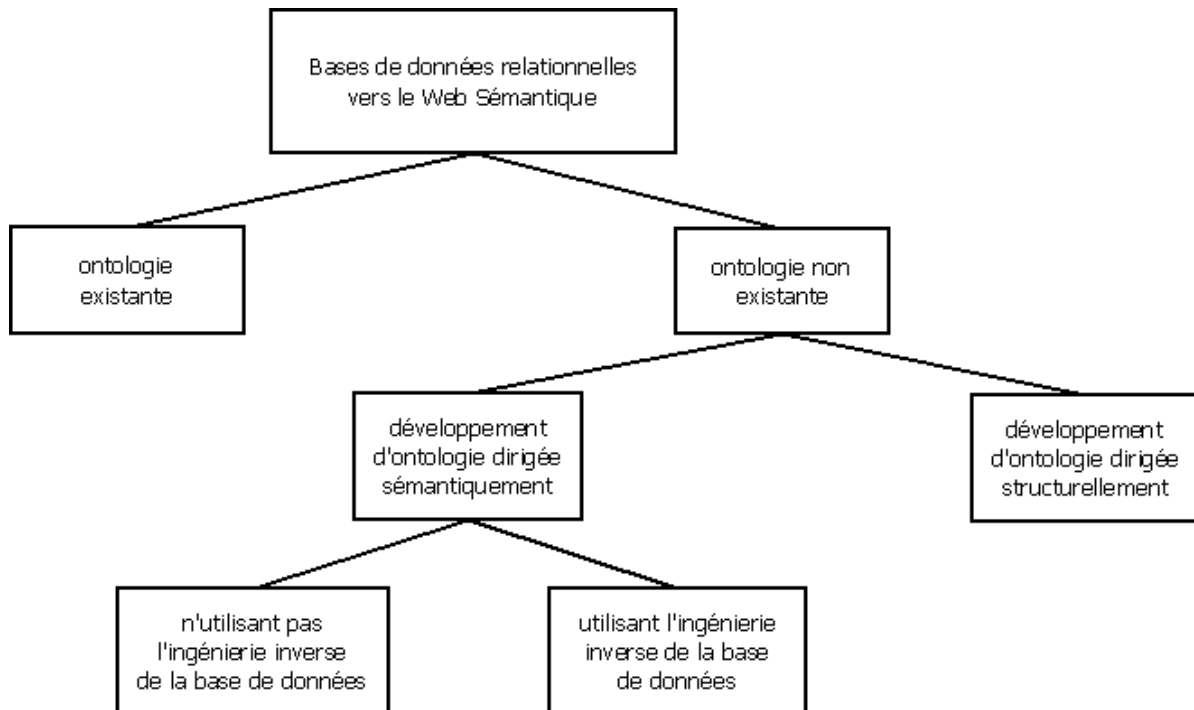 Bases de données relationnelles
vers le Web Sémantique
ontologie
existante
ontologie non
existante
développement
d'ontologie dirigée
sémantiquement
développement
d'ontologie dirigée
structurellement
n'utilisant pas
l'ingénierie inverse
de la base de données
utilisant l'ingénierie
inverse de la base
de données